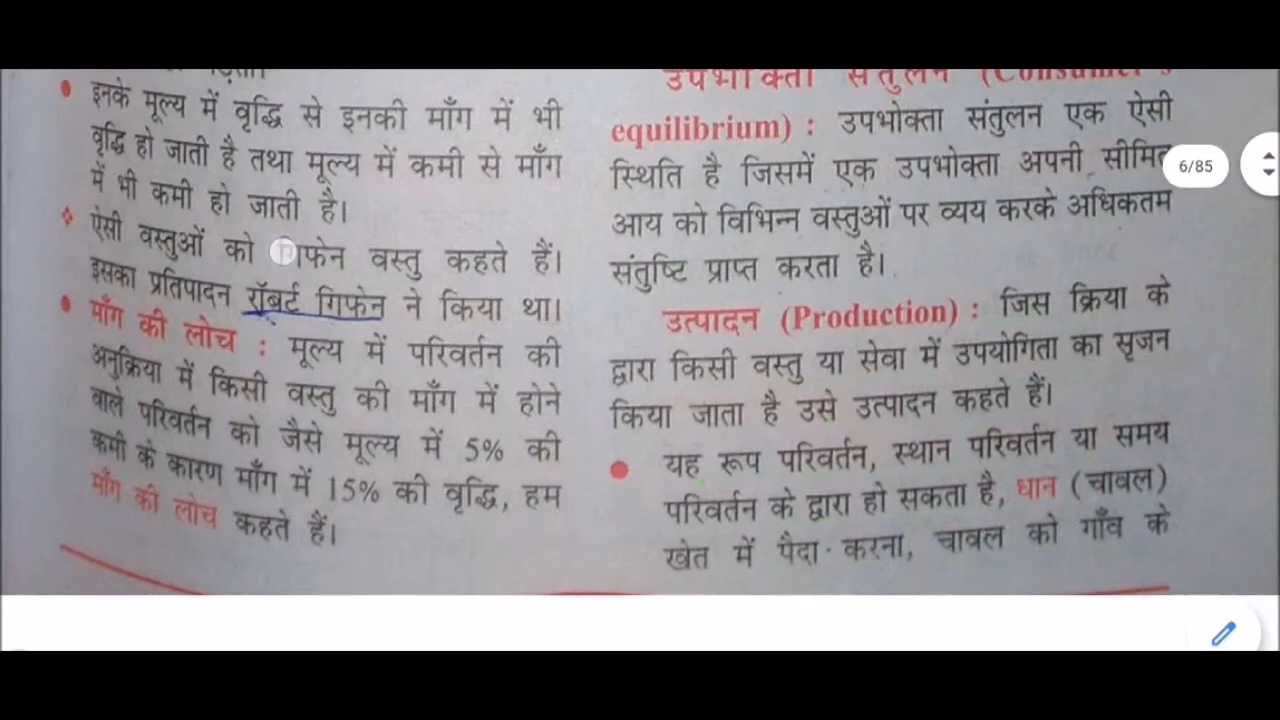 इनके मूल्य में वृद्धि से इनकी माँग में भी
वृद्धि हो जाती है तथा मूल्य में कमी से माँग
में भी कमी हो जाती है।
ऐसी वस्तुओं को गिफेन वस्तु कहते हैं।
इसका प्रतिपादन रॉबर्ट गिफेन ने किया था।
माँग की लोच : मूल्य में परिवर्तन की
अनुक्रिया में किसी वस्तु की माँग में होने
वाले परिवर्तन को जैसे मूल्य में 5% की
कमी के कारण माँग में 15% की वृद्धि, हम
माँग की लोच कहते हैं।
उपभोक्ता संतुलन (Consumer's
equilibrium) : उपभोक्ता संतुलन एक ऐसी
स्थिति है जिसमें एक उपभोक्ता अपनी सीमित
आय को विभिन्न वस्तुओं पर व्यय करके अधिकतम
संतुष्टि प्राप्त करता है।
उत्पादन (Production) : जिस क्रिया के
द्वारा किसी वस्तु या सेवा में उपयोगिता का सृजन
किया जाता है उसे उत्पादन कहते हैं।
यह रूप परिवर्तन, स्थान परिवर्तन या समय
परिवर्तन के द्वारा हो सकता है, धान (चावल)
खेत में पैदा करना, चावल को गाँव के
6/85